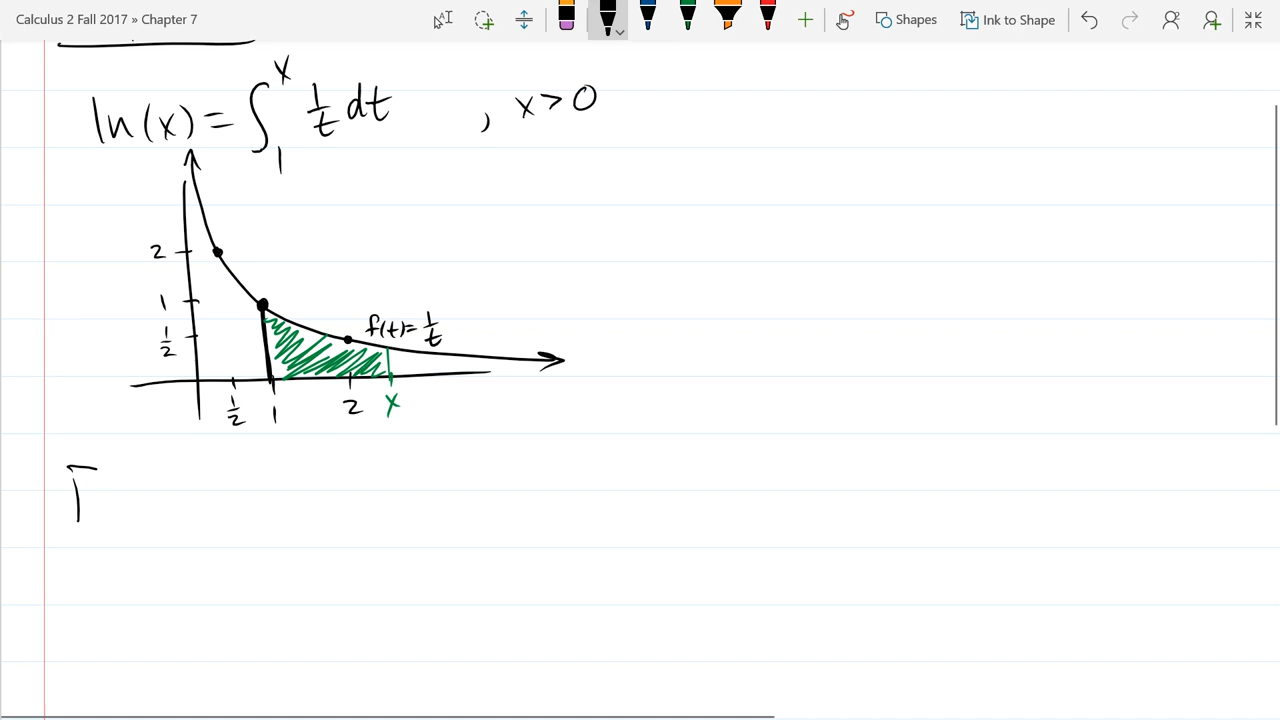 Calculus 2 Fall 2017 » Chapter 7
Shapes
Ink to Shape
ln(x) = ∫₁ˣ 1/t dt , x > 0
2
1
1/2
f(t) = 1/t
1/2 1 2 x